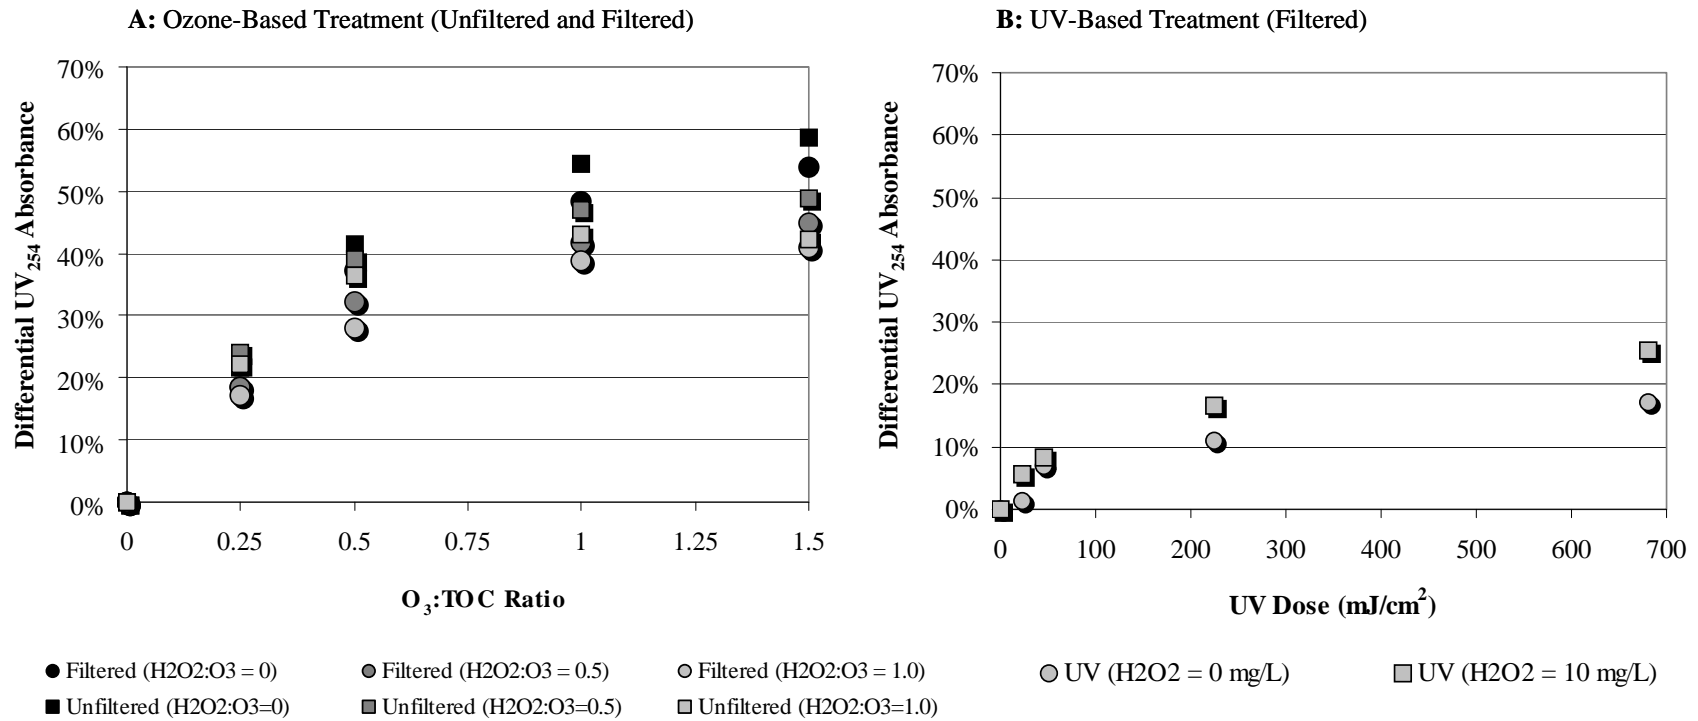 A: Ozone-Based Treatment (Unfiltered and Filtered)
Differential UV254 Absorbance
70%
60%
50%
40%
30%
20%
10%
0%
0 0.25 0.5 0.75 1 1.25 1.5
O3:TOC Ratio
Filtered (H2O2:O3 = 0) Filtered (H2O2:O3 = 0.5) Filtered (H2O2:O3 = 1.0)
Unfiltered (H2O2:O3=0) Unfiltered (H2O2:O3=0.5) Unfiltered (H2O2:O3=1.0)
B: UV-Based Treatment (Filtered)
Differential UV254 Absorbance
70%
60%
50%
40%
30%
20%
10%
0%
0 100 200 300 400 500 600 700
UV Dose (mJ/cm2)
UV (H2O2 = 0 mg/L) UV (H2O2 = 10 mg/L)